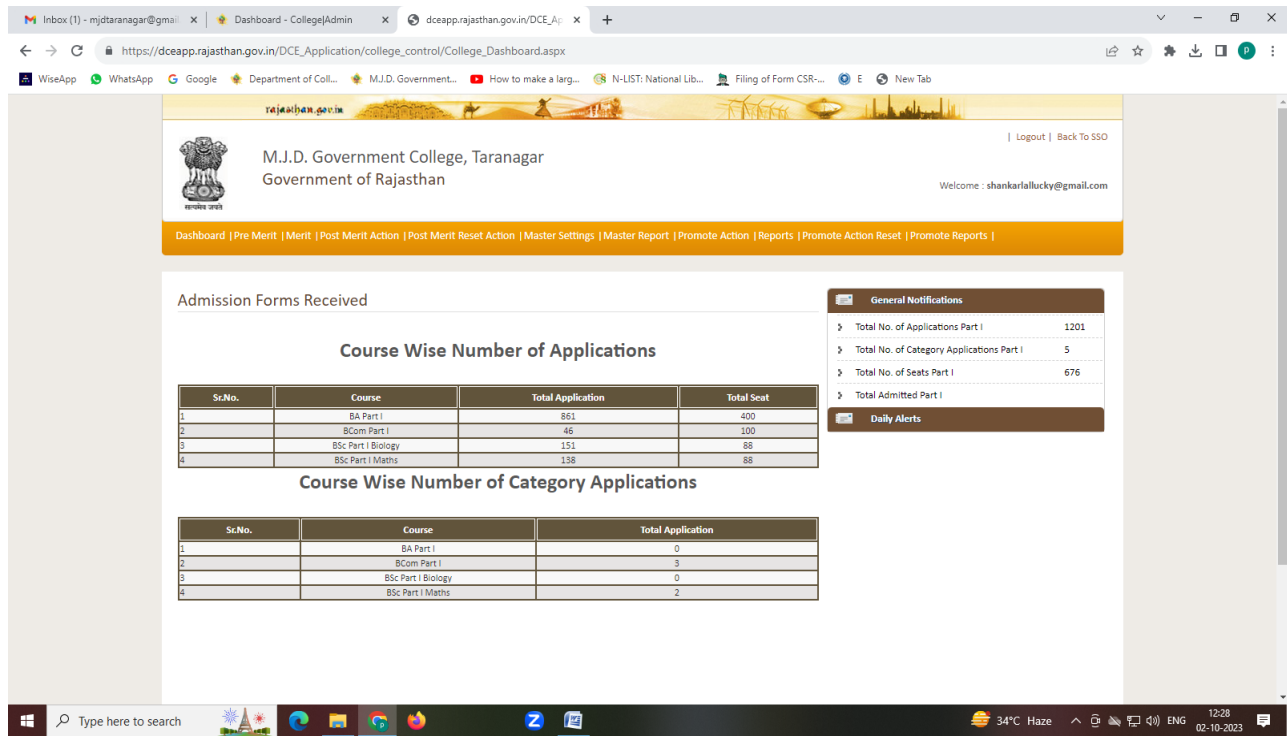 Inbox (1) - mjdtaranagar@gmail
Dashboard - College|Admin
dceapp.rajasthan.gov.in/DCE_Ap
https://dceapp.rajasthan.gov.in/DCE_Application/college_control/College_Dashboard.aspx
P
WiseApp WhatsApp Google Department of Coll... M.J.D. Government... How to make a larg... N-LIST: National Lib... Filing of Form CSR-... E New Tab
rajasthan.gov.in
| Logout | Back To SSO
M.J.D. Government College, Taranagar
Government of Rajasthan
Welcome : shankarlallucky@gmail.com
सत्यमेव जयते
Dashboard |Pre Merit |Merit |Post Merit Action |Post Merit Reset Action |Master Settings |Master Report |Promote Action |Reports |Promote Action Reset |Promote Reports |
Admission Forms Received
Course Wise Number of Applications
Sr.No. Course Total Application Total Seat
1 BA Part I 861 400
2 BCom Part I 46 100
3 BSc Part I Biology 151 88
4 BSc Part I Maths 138 88
Course Wise Number of Category Applications
Sr.No. Course Total Application
1 BA Part I 0
2 BCom Part I 3
3 BSc Part I Biology 0
4 BSc Part I Maths 2
General Notifications
Total No. of Applications Part I 1201
Total No. of Category Applications Part I 5
Total No. of Seats Part I 676
Total Admitted Part I
Daily Alerts
Type here to search
Z
34°C Haze
ENG
12:28
02-10-2023